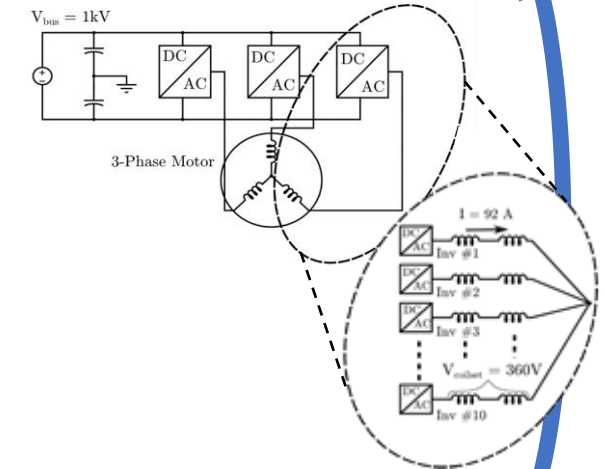 V_bus = 1kV
DC
AC
DC
AC
DC
AC
3-Phase Motor
I = 92 A
DC
AC
Inv #1
DC
AC
Inv #2
DC
AC
Inv #3
V_coilset = 360V
DC
AC
Inv #10